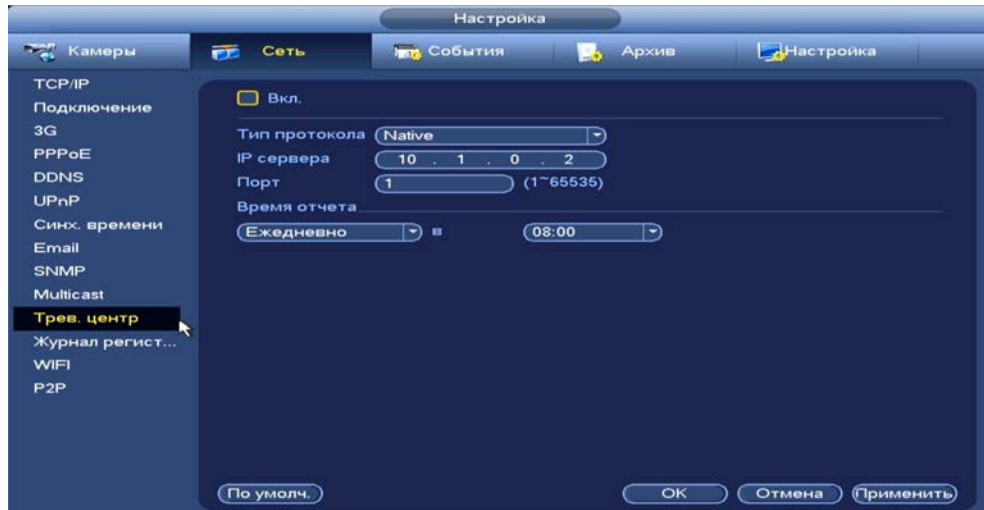 Настройка
Камеры Сеть События Архив Настройка
TCP/IP
Подключение
3G
PPPoE
DDNS
UPnP
Синх. времени
Email
SNMP
Multicast
Трев. центр
Журнал регист...
WIFI
P2P
Вкл.
Тип протокола Native
IP сервера 10 . 1 . 0 . 2
Порт 1 (1~65535)
Время отчета
Ежедневно в 08:00
По умолч. OK Отмена Применить